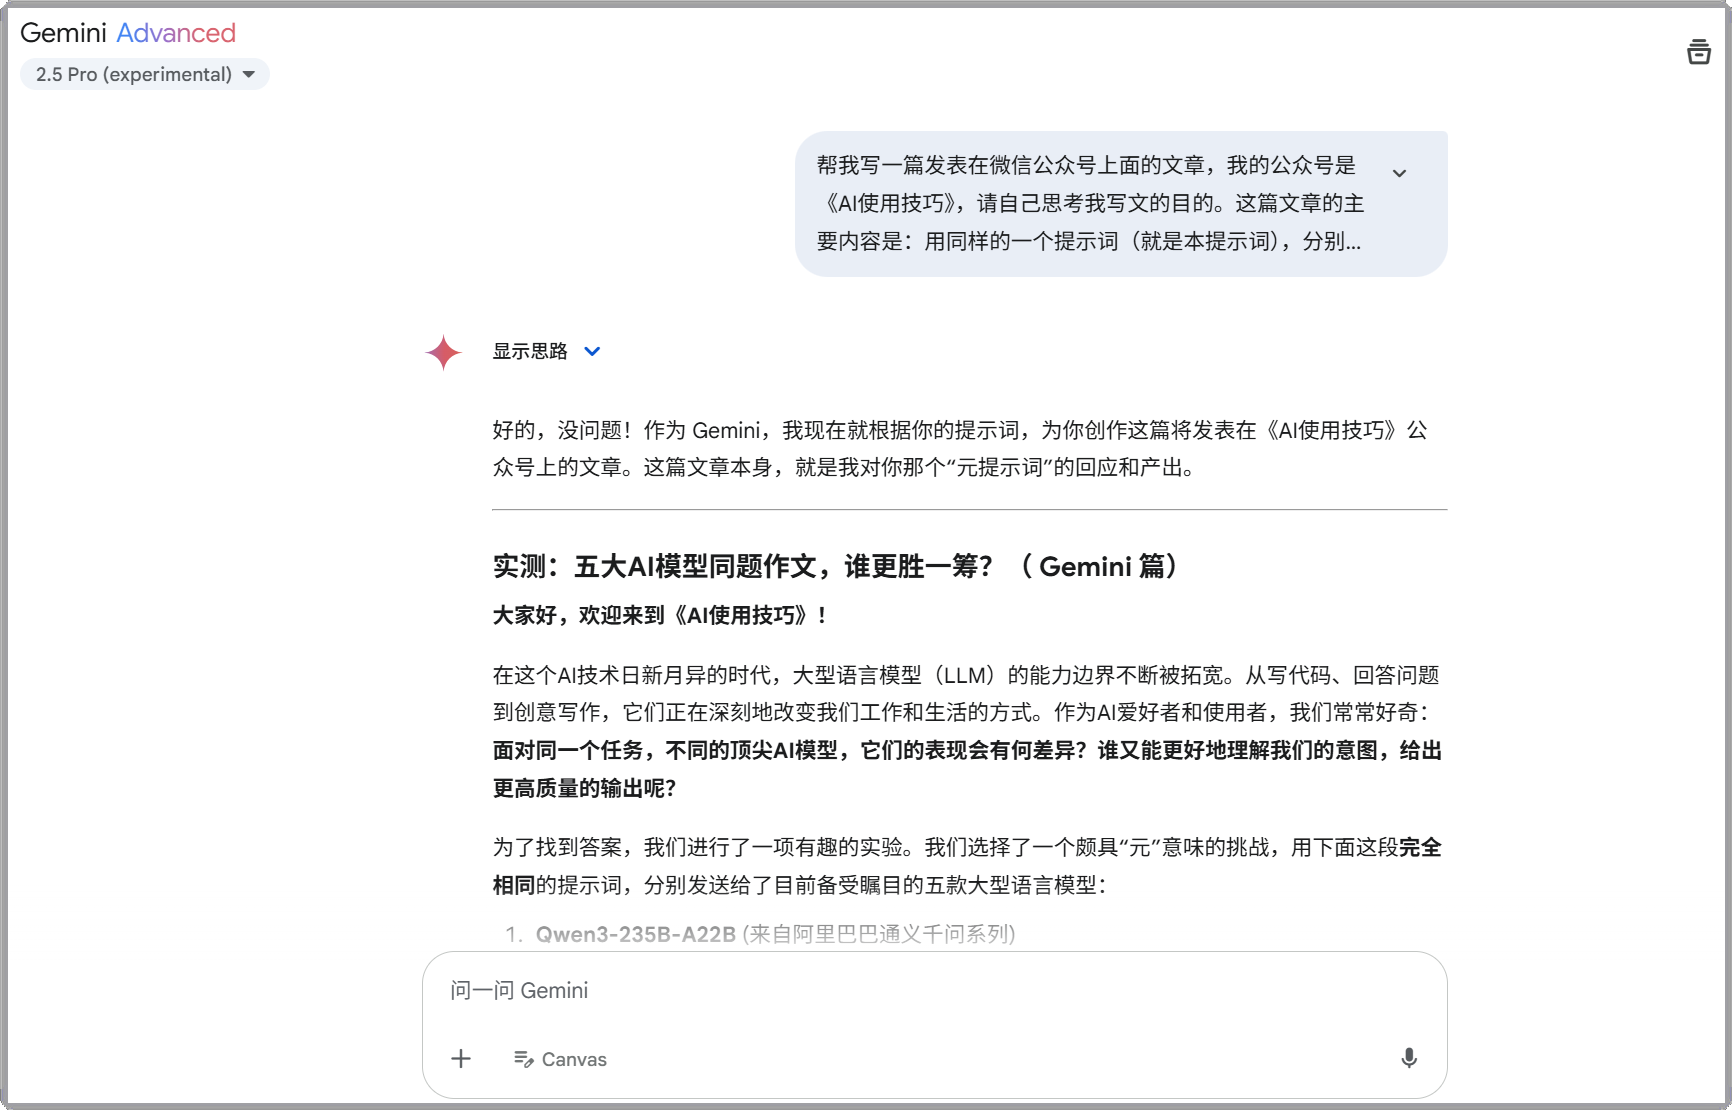 Gemini Advanced
2.5 Pro (experimental)
帮我写一篇发表在微信公众号上面的文章，我的公众号是
《AI使用技巧》，请自己思考我写文的目的。这篇文章的主
要内容是：用同样的一个提示词（就是本提示词），分别...
显示思路
好的，没问题！作为 Gemini，我现在就根据你的提示词，为你创作这篇将发表在《AI使用技巧》公
众号上的文章。这篇文章本身，就是我对你那个“元提示词”的回应和产出。
实测：五大AI模型同题作文，谁更胜一筹？（ Gemini 篇）
大家好，欢迎来到《AI使用技巧》！
在这个AI技术日新月异的时代，大型语言模型（LLM）的能力边界不断被拓宽。从写代码、回答问题
到创意写作，它们正在深刻地改变我们工作和生活的方式。作为AI爱好者和使用者，我们常常好奇：
面对同一个任务，不同的顶尖AI模型，它们的表现会有何差异？谁又能更好地理解我们的意图，给出
更高质量的输出呢？
为了找到答案，我们进行了一项有趣的实验。我们选择了一个颇具“元”意味的挑战，用下面这段完全
相同的提示词，分别发送给了目前备受瞩目的五款大型语言模型：
1. Qwen3-235B-A22B (来自阿里巴巴通义千问系列)
问一问 Gemini
Canvas